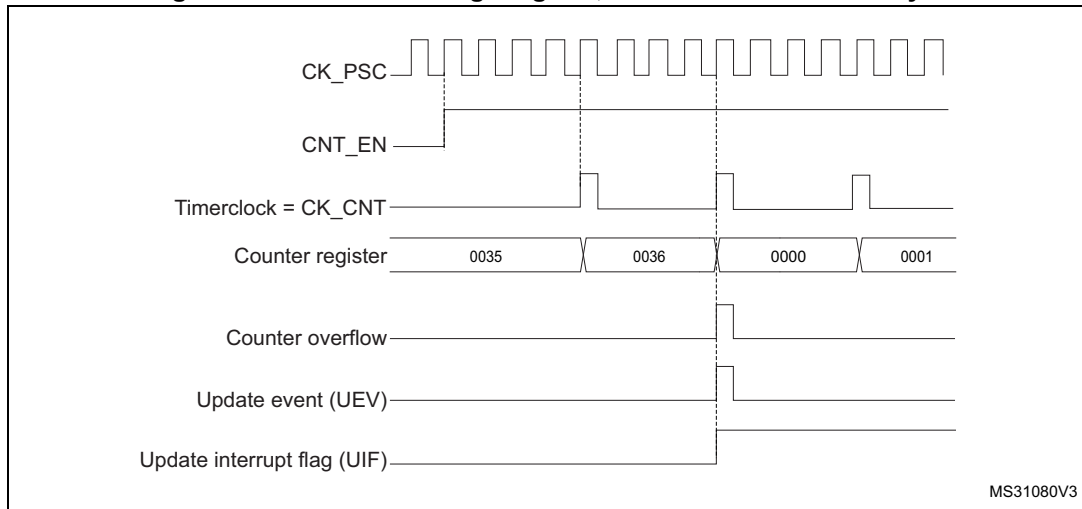 CK_PSC
CNT_EN
Timerclock = CK_CNT
Counter register 0035 0036 0000 0001
Counter overflow
Update event (UEV)
Update interrupt flag (UIF)
MS31080V3